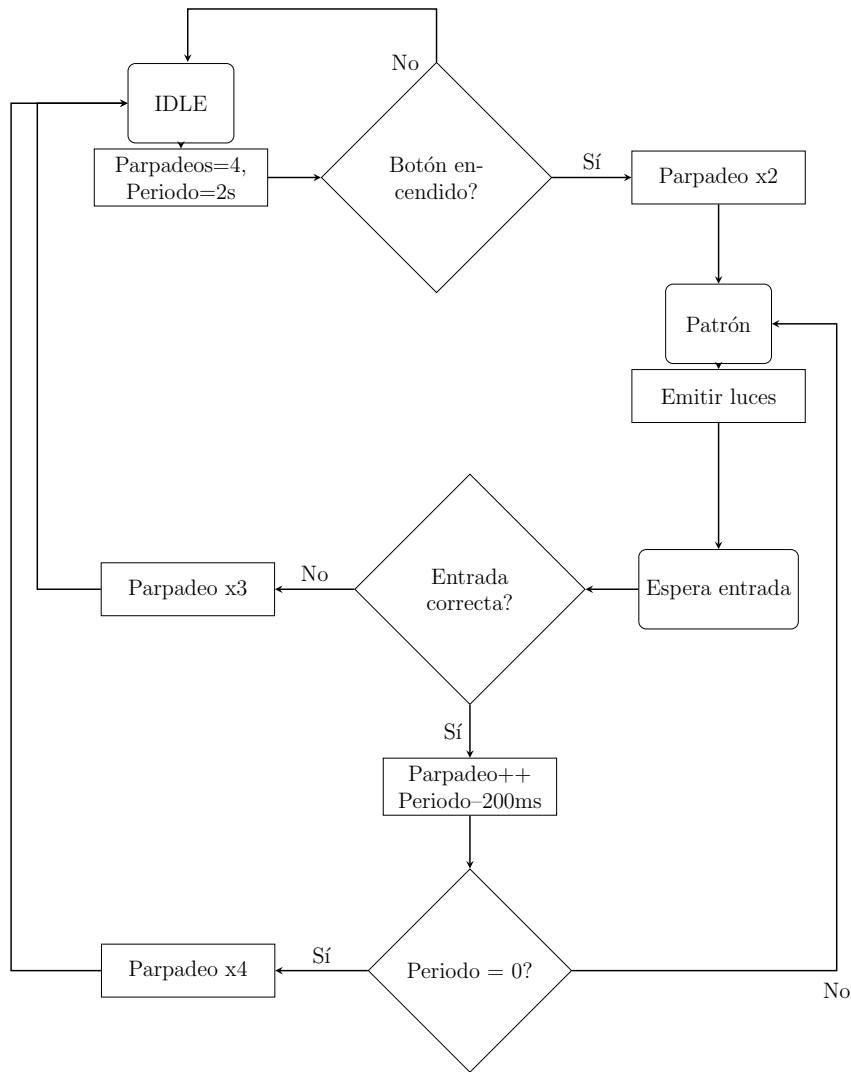 No
IDLE
Parpadeos=4,
Periodo=2s
Botón en-
cendido?
Sí
Parpadeo x2
Patrón
Emitir luces
Parpadeo x3
No
Entrada
correcta?
Espera entrada
Sí
Parpadeo++
Periodo–200ms
Parpadeo x4
Sí
Periodo = 0?
No